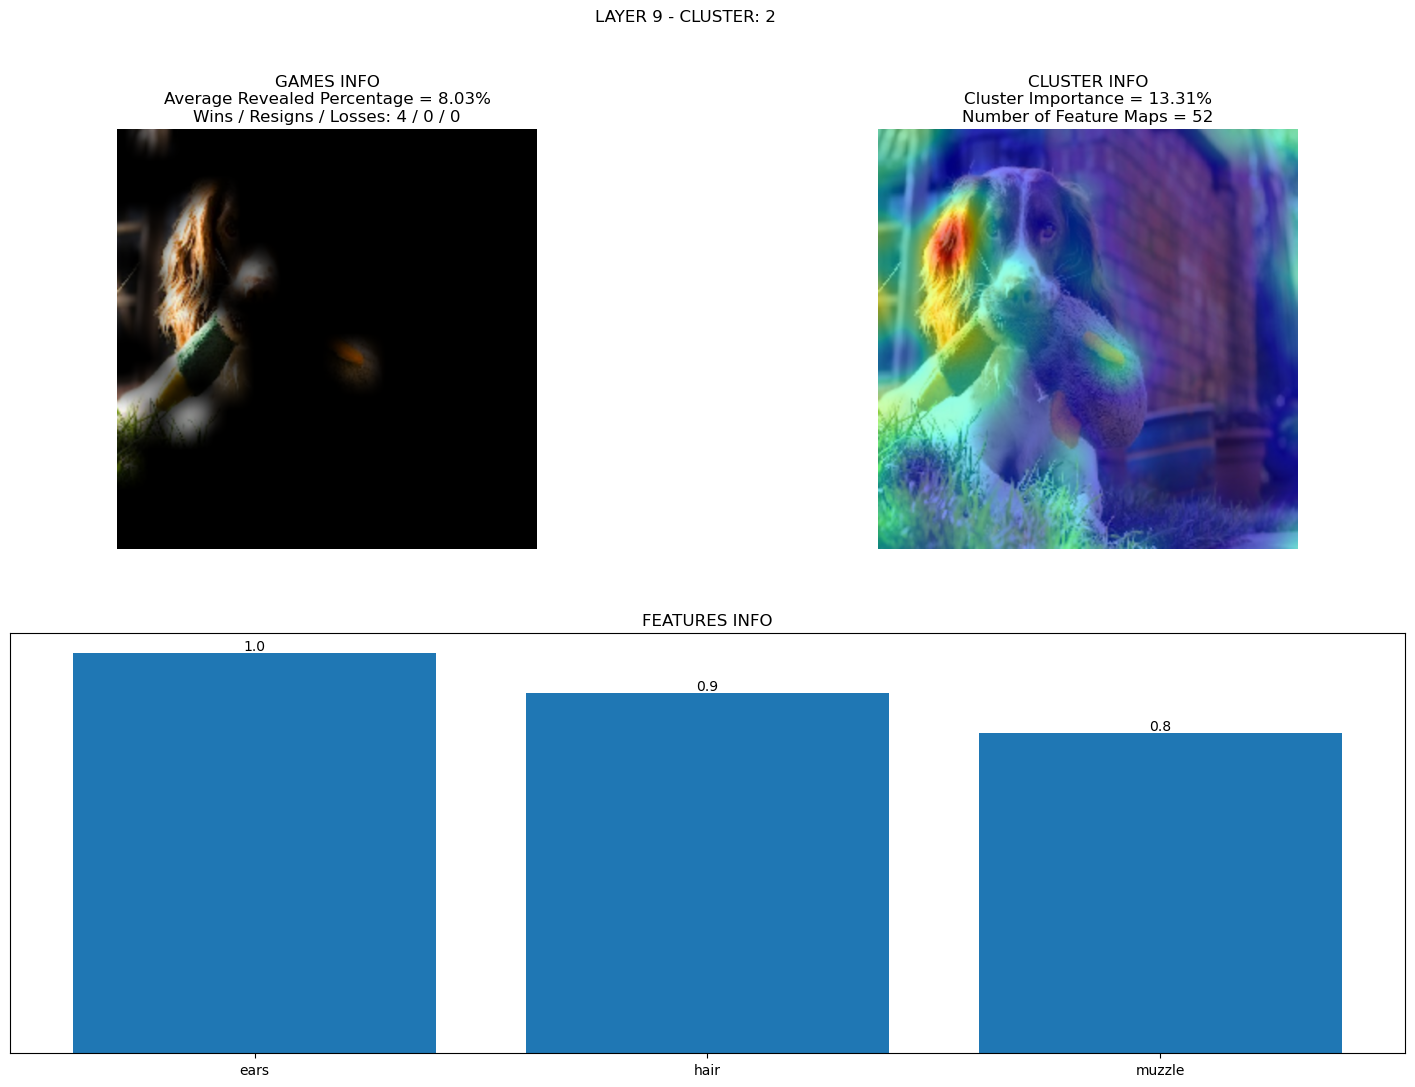 LAYER 9 - CLUSTER: 2
GAMES INFO
Average Revealed Percentage = 8.03%
Wins / Resigns / Losses: 4 / 0 / 0
CLUSTER INFO
Cluster Importance = 13.31%
Number of Feature Maps = 52
FEATURES INFO
1.0
0.9
0.8
ears
hair
muzzle